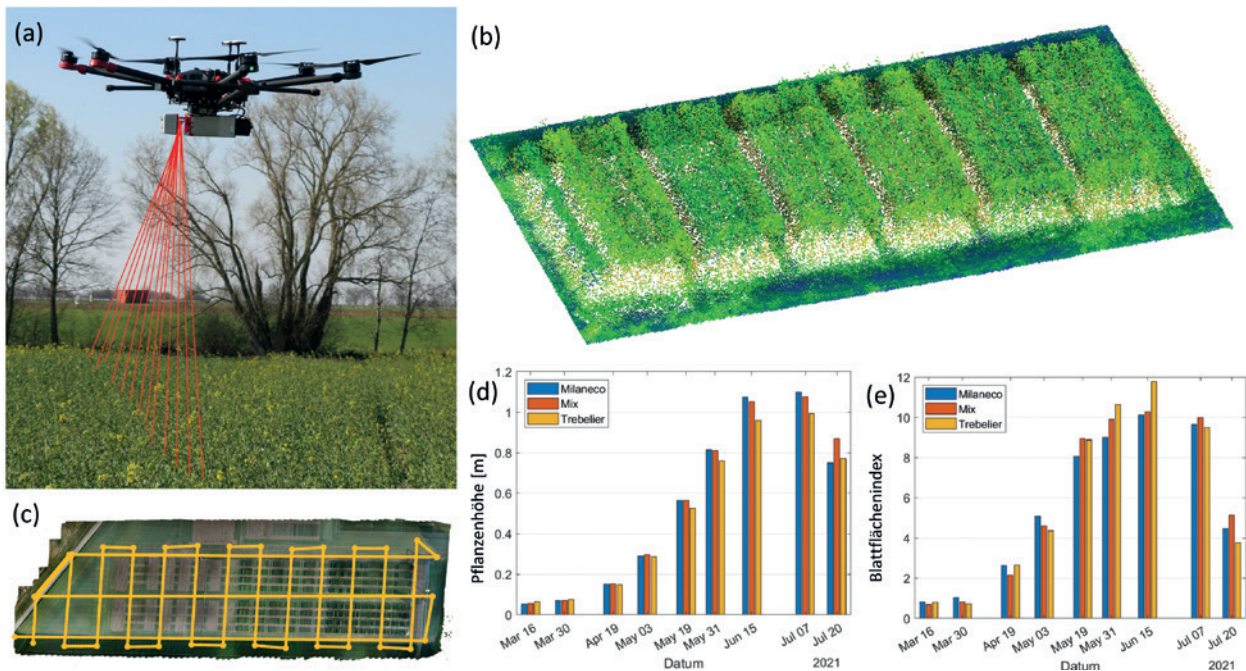 (a)
(b)
(c)
(d)
Pflanzenhöhe [m]
1.2
1
0.8
0.6
0.4
0.2
0
Milaneco
Mix
Trebelier
Mar 16
Mar 30
Apr 19
May 03
May 19
May 31
Jun 15
Jul 07
Jul 20
Datum
2021
(e)
Blattflächenindex
12
10
8
6
4
2
0
Milaneco
Mix
Trebelier
Mar 16
Mar 30
Apr 19
May 03
May 19
May 31
Jun 15
Jul 07
Jul 20
Datum
2021